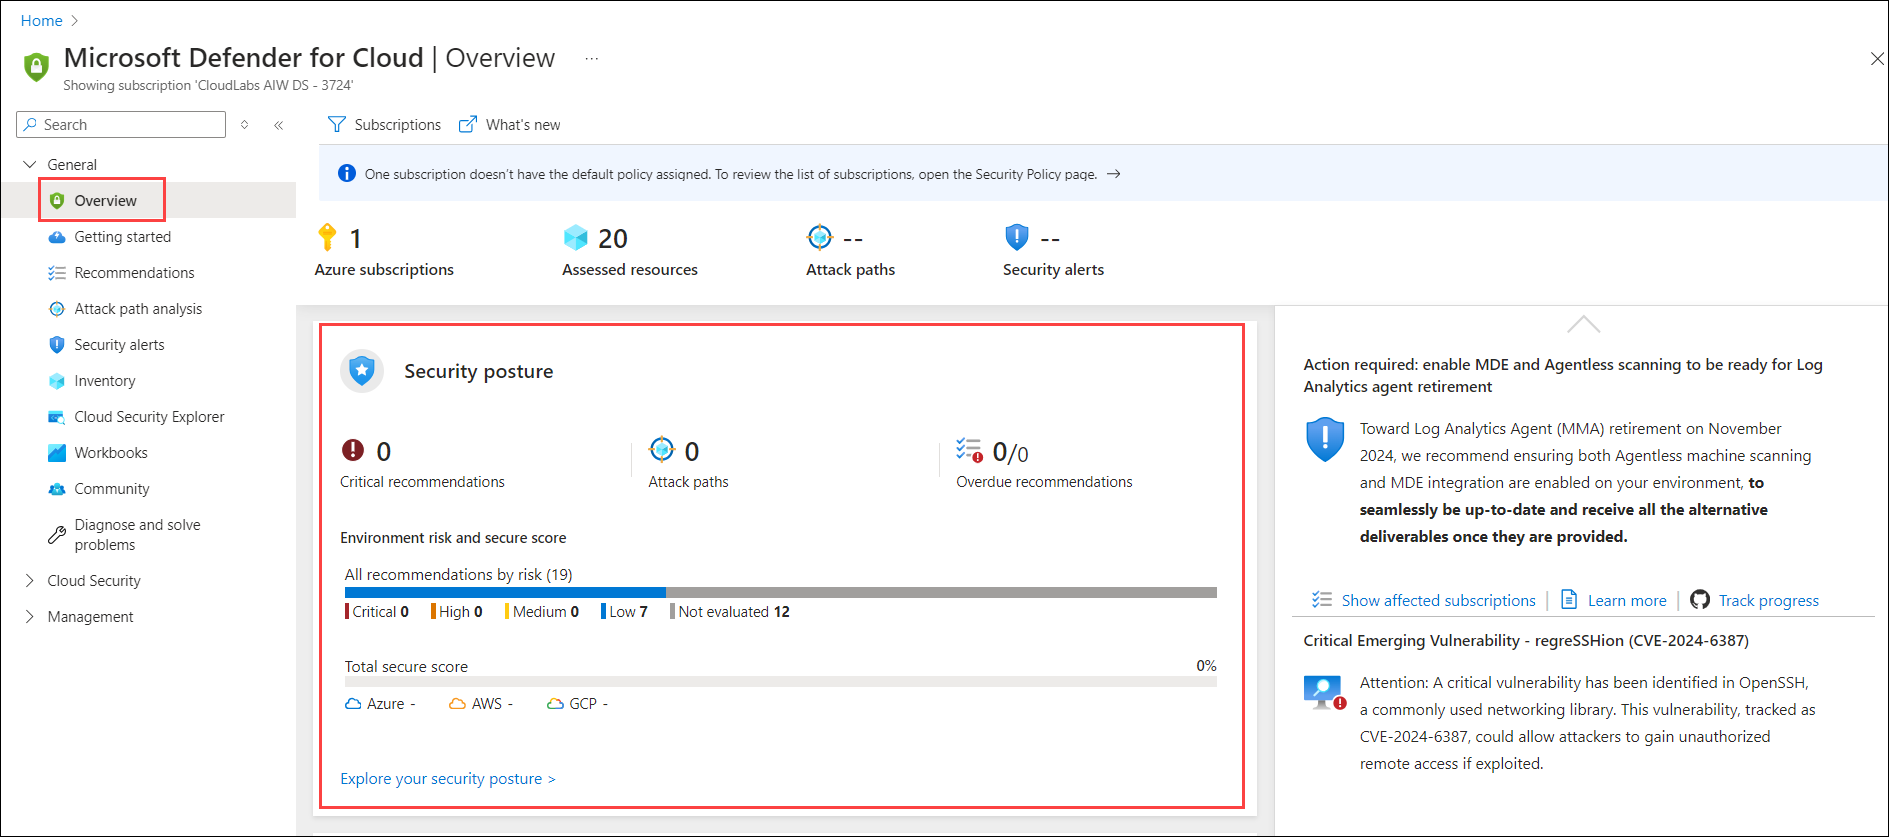 Home
Microsoft Defender for Cloud | Overview ...
Showing subscription 'CloudLabs AIW DS - 3724'
Search
General
Overview
Getting started
Recommendations
Attack path analysis
Security alerts
Inventory
Cloud Security Explorer
Workbooks
Community
Diagnose and solve
problems
Cloud Security
Management
Subscriptions
What's new
One subscription doesn't have the default policy assigned. To review the list of subscriptions, open the Security Policy page. →
1
Azure subscriptions
20
Assessed resources
--
Attack paths
--
Security alerts
Security posture
0
Critical recommendations
0
Attack paths
0/0
Overdue recommendations
Environment risk and secure score
All recommendations by risk (19)
Critical 0 High 0 Medium 0 Low 7 Not evaluated 12
Total secure score 0%
Azure - AWS - GCP -
Explore your security posture >
Action required: enable MDE and Agentless scanning to be ready for Log
Analytics agent retirement
Toward Log Analytics Agent (MMA) retirement on November
2024, we recommend ensuring both Agentless machine scanning
and MDE integration are enabled on your environment, to
seamlessly be up-to-date and receive all the alternative
deliverables once they are provided.
Show affected subscriptions | Learn more | Track progress
Critical Emerging Vulnerability - regreSSHion (CVE-2024-6387)
Attention: A critical vulnerability has been identified in OpenSSH,
a commonly used networking library. This vulnerability, tracked as
CVE-2024-6387, could allow attackers to gain unauthorized
remote access if exploited.